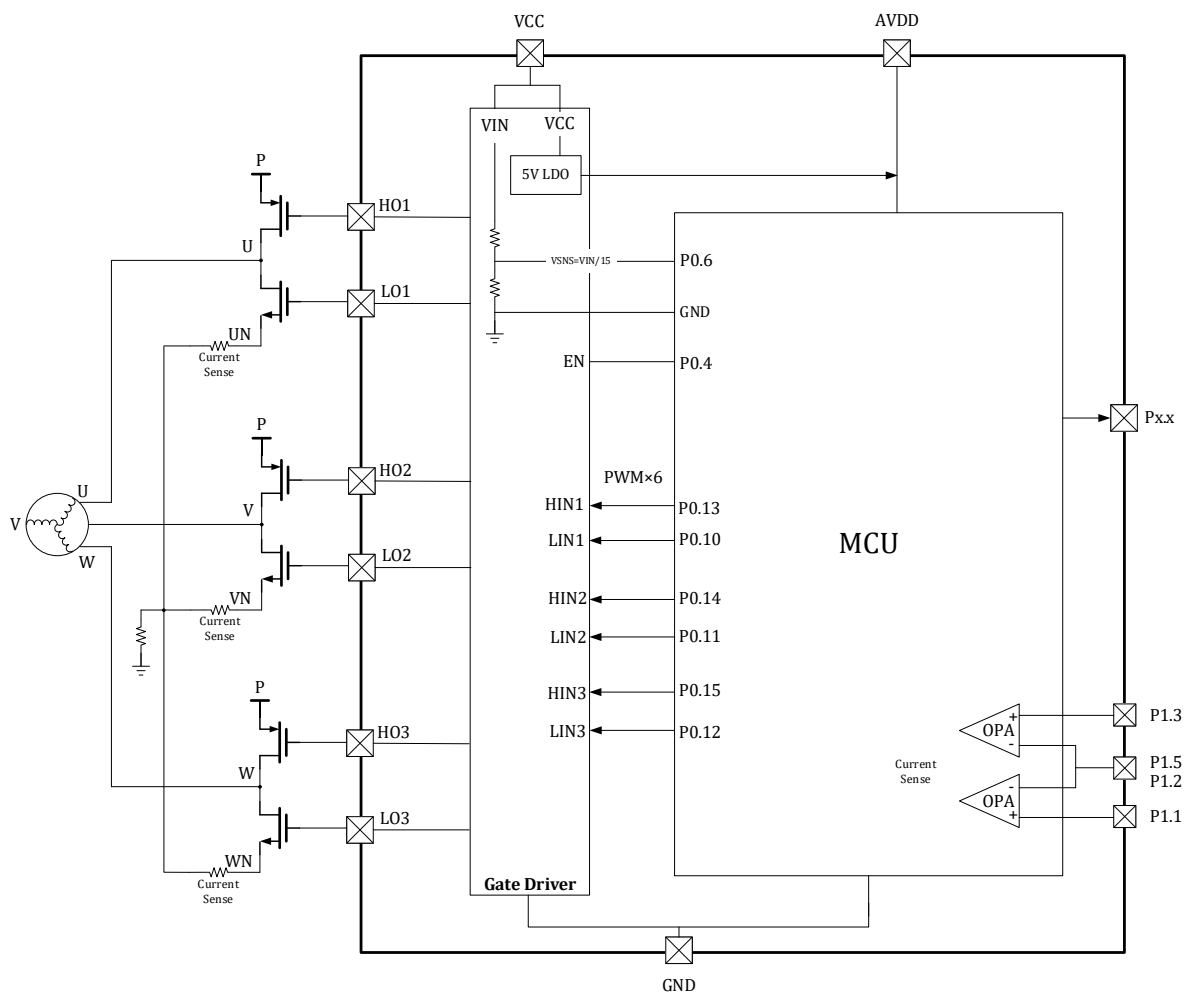 VCC
AVDD
VIN
VCC
5V LDO
P
HO1
U
VSNS=VIN/15
P0.6
LO1
GND
UN
Current
Sense
EN
P0.4
Px.x
P
HO2
PWM×6
U
V
HIN1
P0.13
V
MCU
LIN1
P0.10
W
LO2
VN
Current
Sense
HIN2
P0.14
LIN2
P0.11
P
HIN3
P0.15
HO3
LIN3
P0.12
W
+
OPA
-
P1.3
Current
Sense
P1.5
P1.2
-
OPA
+
P1.1
LO3
WN
Current
Sense
Gate Driver
GND